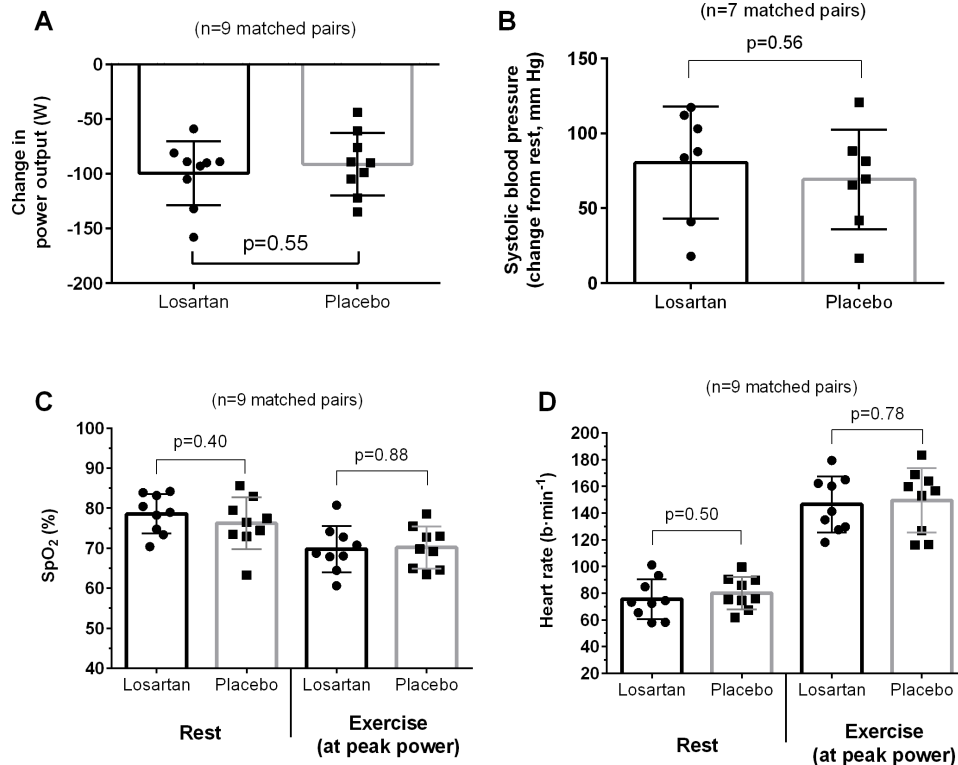 A
(n=9 matched pairs)
Change in
power output (W)
0
-50
-100
-150
-200
p=0.55
Losartan
Placebo
B
(n=7 matched pairs)
Systolic blood pressure
(change from rest, mm Hg)
150
100
50
0
p=0.56
Losartan
Placebo
C
(n=9 matched pairs)
SpO₂ (%)
100
90
80
70
60
50
40
p=0.40
p=0.88
Losartan
Placebo
Losartan
Placebo
Rest
Exercise
(at peak power)
D
(n=9 matched pairs)
Heart rate (b·min⁻¹)
200
180
160
140
120
100
80
60
40
20
p=0.50
p=0.78
Losartan
Placebo
Losartan
Placebo
Rest
Exercise
(at peak power)